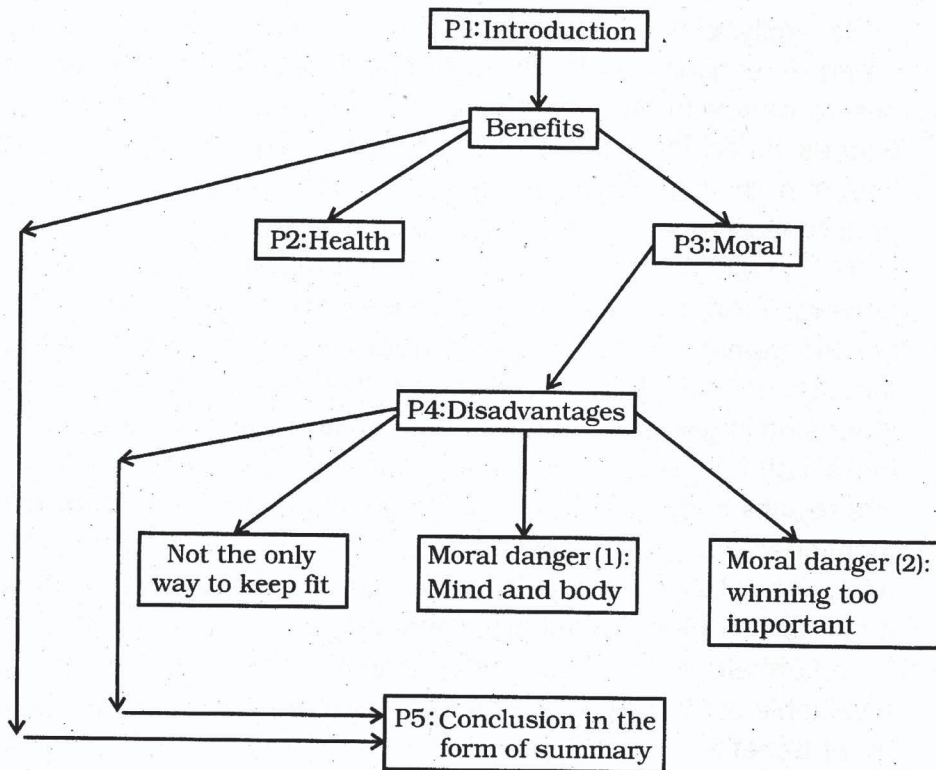 P1:Introduction
Benefits
P2:Health
P3:Moral
P4:Disadvantages
Not the only
way to keep fit
Moral danger (1):
Mind and body
Moral danger (2):
winning too
important
P5: Conclusion in the
form of summary